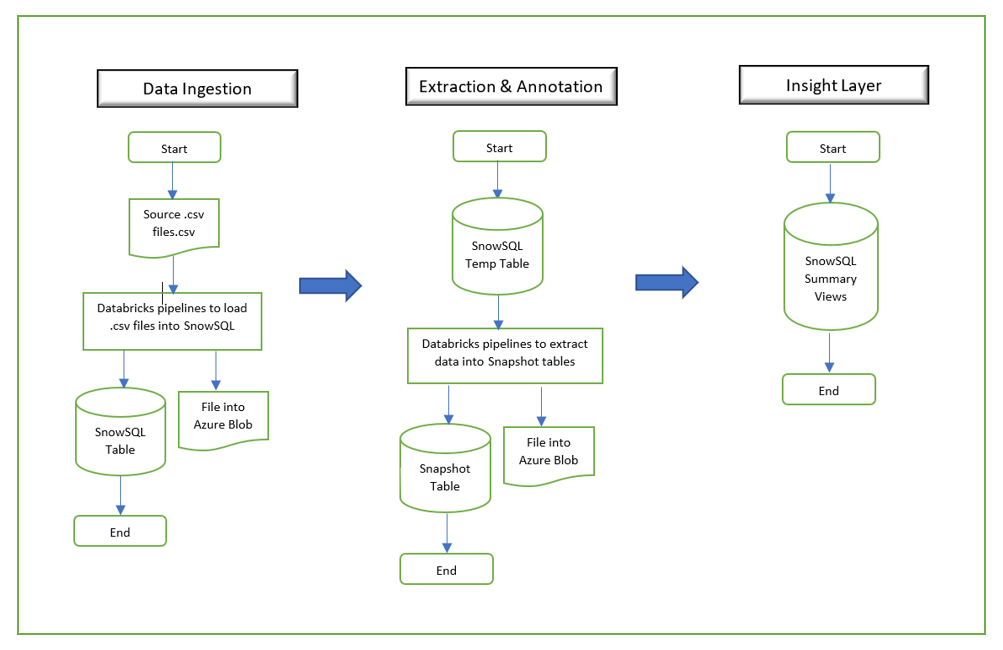 Data Ingestion
Start
Source .csv
files.csv
Databricks pipelines to load
.csv files into SnowSQL
SnowSQL
Table
File into
Azure Blob
End
Extraction & Annotation
Start
SnowSQL
Temp Table
Databricks pipelines to extract
data into Snapshot tables
Snapshot
Table
File into
Azure Blob
End
Insight Layer
Start
SnowSQL
Summary
Views
End